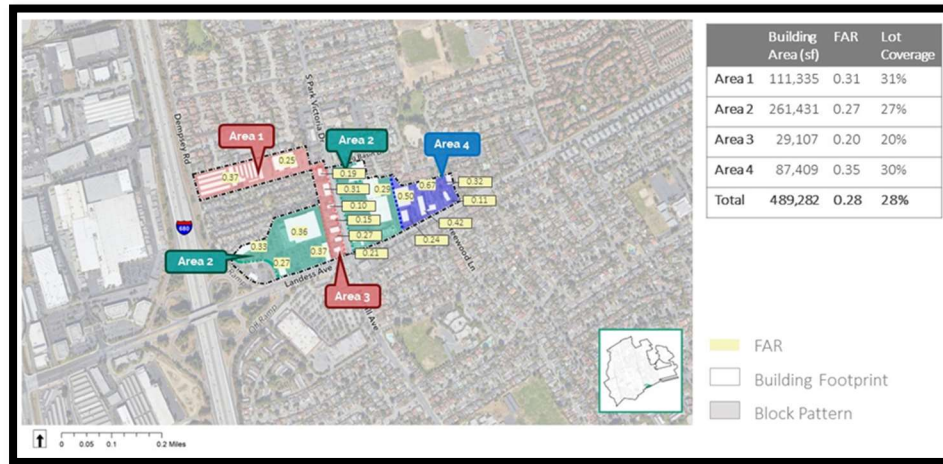 Building FAR Lot
Area (sf) Coverage
Area 1 111,335 0.31 31%
Area 2 261,431 0.27 27%
Area 3 29,107 0.20 20%
Area 4 87,409 0.35 30%
Total 489,282 0.28 28%
S Park Victoria D
Dempsey Rd
Area 1
Area 2
Area 4
0.25
0.37
0.19
0.31
0.29
0.50
0.67
0.32
0.11
0.10
0.15
0.36
0.27
0.42
0.24
0.33
0.37
0.21
0.27
680
Area 2
Landess Ave
Area 3
Off Ramp
ill Ave
eewood Ln
FAR
Building Footprint
Block Pattern
0 0.05 0.1 0.2 Miles